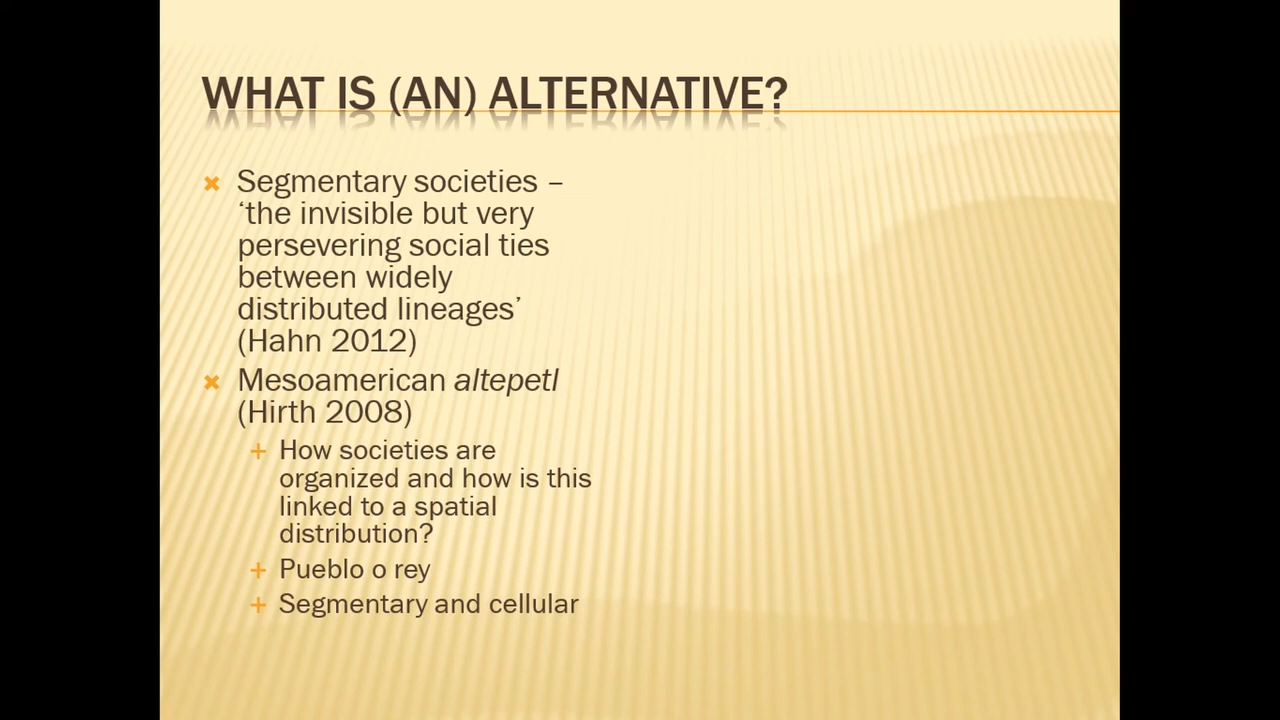 WHAT IS (AN) ALTERNATIVE?
Segmentary societies –
‘the invisible but very
persevering social ties
between widely
distributed lineages’
(Hahn 2012)
Mesoamerican altepetl
(Hirth 2008)
How societies are
organized and how is this
linked to a spatial
distribution?
Pueblo o rey
Segmentary and cellular